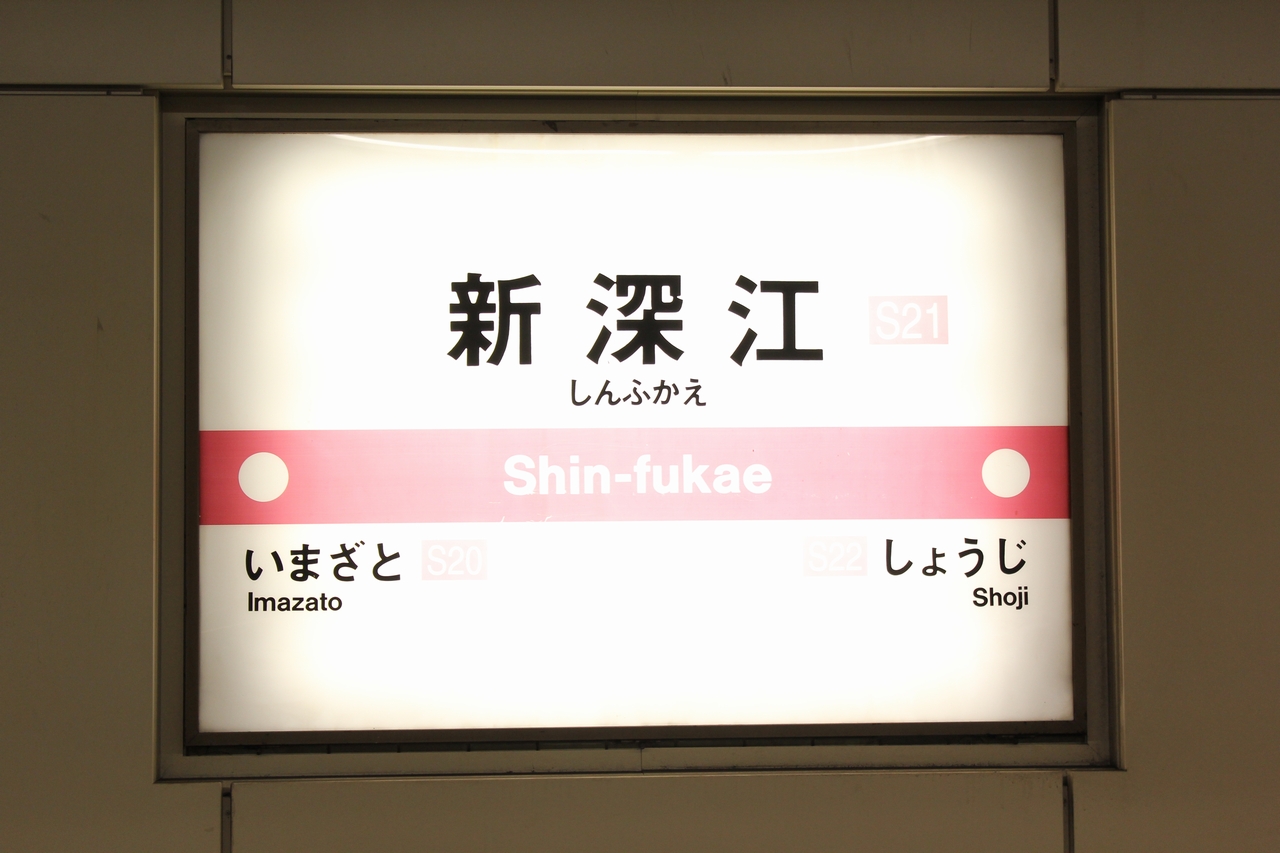 新深江 S21
しんふかえ
Shin-fukae
いまざと S20 S22 しょうじ
Imazato Shoji